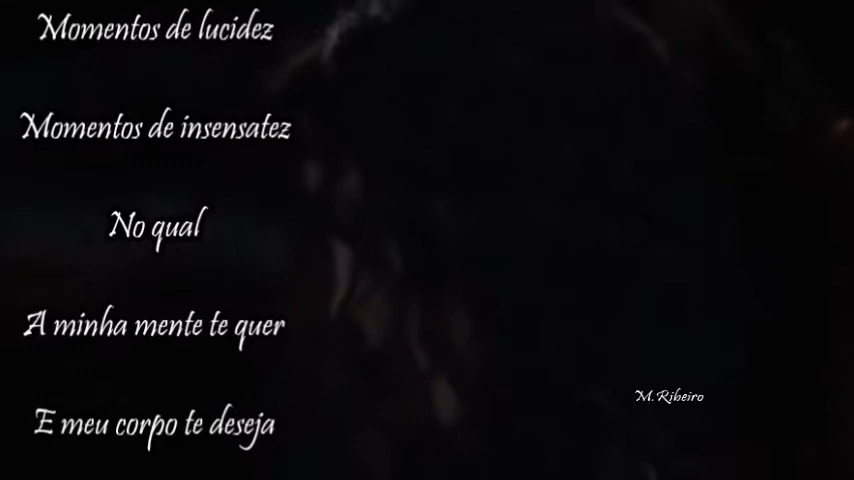 Momentos de lucidez
Momentos de insensatez
No qual
A minha mente te quer
E meu corpo te deseja
M.Ribeiro